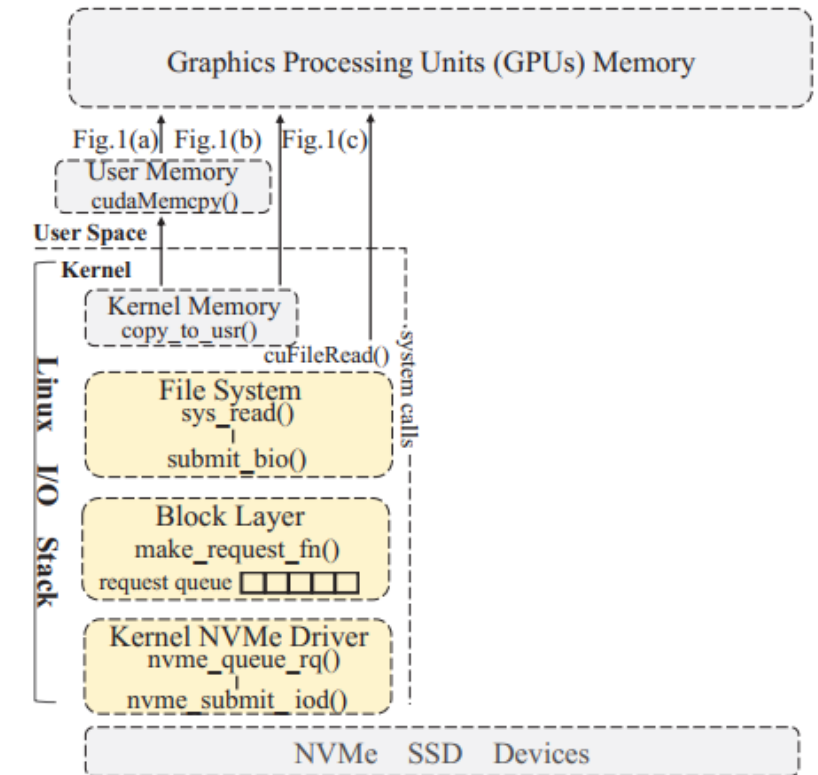 Graphics Processing Units (GPUs) Memory
Fig.1(a) Fig.1(b) Fig.1(c)
User Memory
cudaMemcpy()
User Space
Kernel
Kernel Memory
copy_to_usr()
cuFileRead()
system calls
Linux I/O Stack
File System
sys_read()
submit_bio()
Block Layer
make_request_fn()
request queue
Kernel NVMe Driver
nvme_queue_rq()
nvme_submit_iod()
NVMe SSD Devices